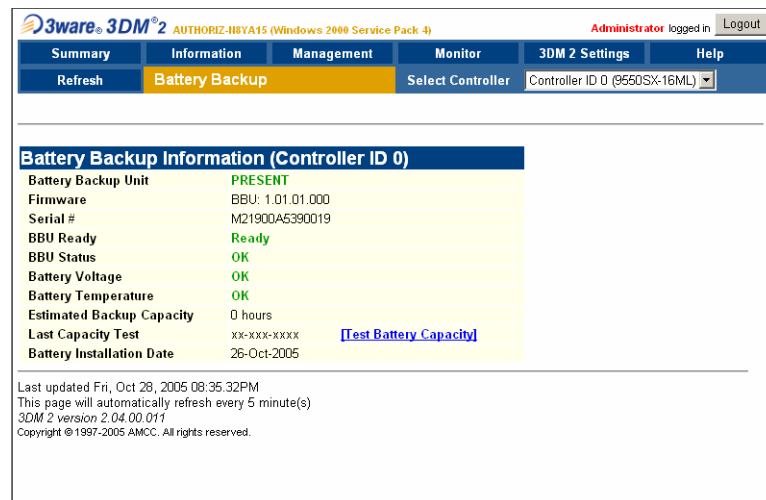 3ware® 3DM®2 AUTHORIZ-II8YA15 (Windows 2000 Service Pack 4) Administrator logged in Logout
Summary Information Management Monitor 3DM 2 Settings Help
Refresh Battery Backup Select Controller Controller ID 0 (9550SX-16ML)
Battery Backup Information (Controller ID 0)
Battery Backup Unit PRESENT
Firmware BBU: 1.01.01.000
Serial # M21900A5390019
BBU Ready Ready
BBU Status OK
Battery Voltage OK
Battery Temperature OK
Estimated Backup Capacity 0 hours
Last Capacity Test xx-xxx-xxxx [Test Battery Capacity]
Battery Installation Date 26-Oct-2005
Last updated Fri, Oct 28, 2005 08:35.32PM
This page will automatically refresh every 5 minute(s)
3DM 2 version 2.04.00.011
Copyright © 1997-2005 AMCC. All rights reserved.